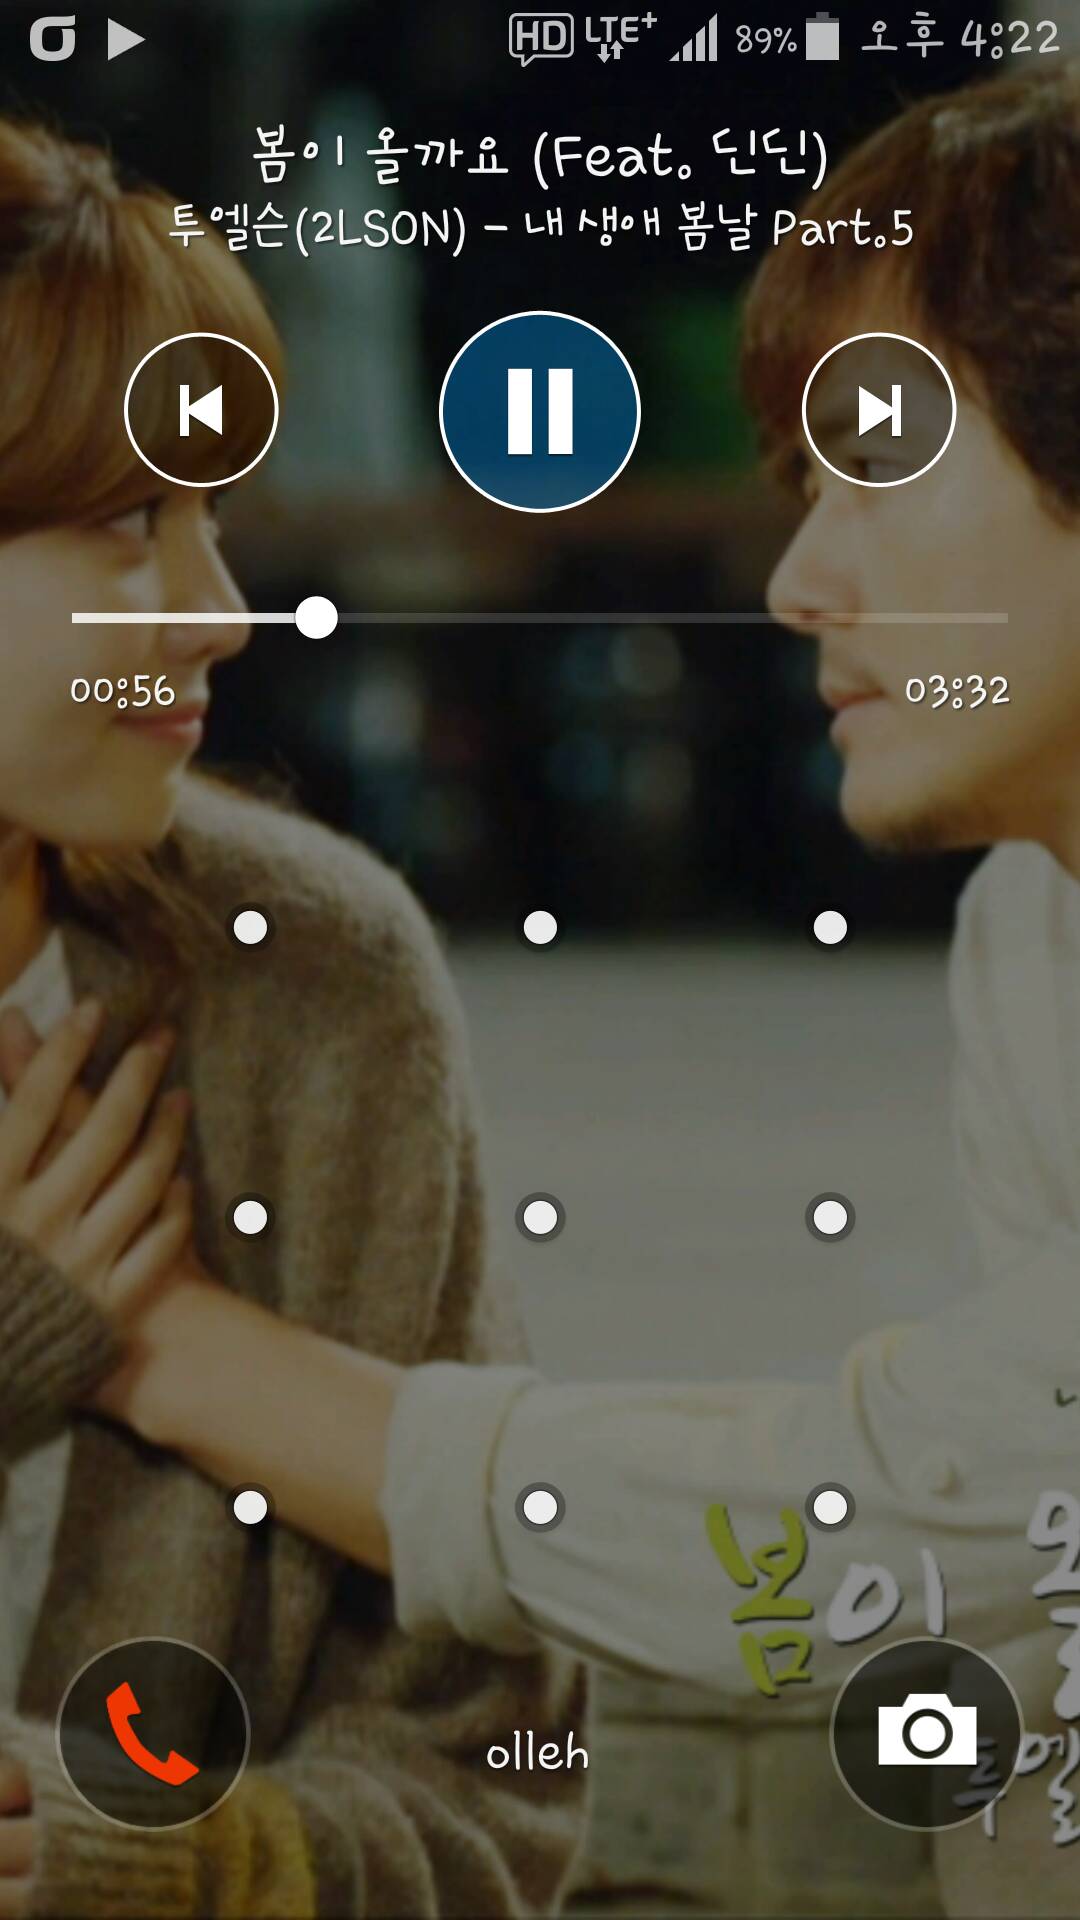 HD LTE+ 89% 오후 4:22
봄이 올까요 (Feat. 딘딘)
투엘슨(2LSON) - 내 생애 봄날 Part.5
00:56 03:32
봄이 올
투엘
olleh